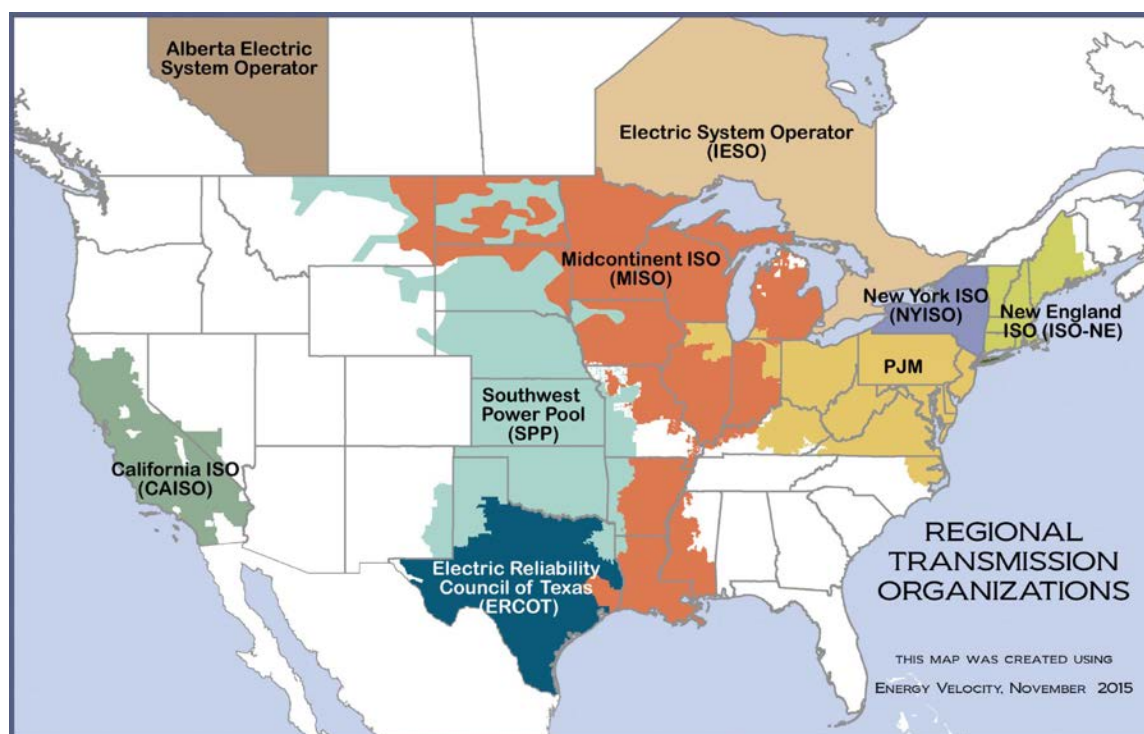 Alberta Electric
System Operator
Electric System Operator
(IESO)
Midcontinent ISO
(MISO)
New York ISO
(NYISO)
New England
ISO (ISO-NE)
PJM
Southwest
Power Pool
(SPP)
California ISO
(CAISO)
Electric Reliability
Council of Texas
(ERCOT)
REGIONAL
TRANSMISSION
ORGANIZATIONS
THIS MAP WAS CREATED USING
ENERGY VELOCITY, NOVEMBER 2015